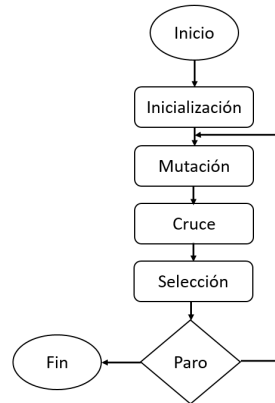 Inicio
Inicialización
Mutación
Cruce
Selección
Paro
Fin